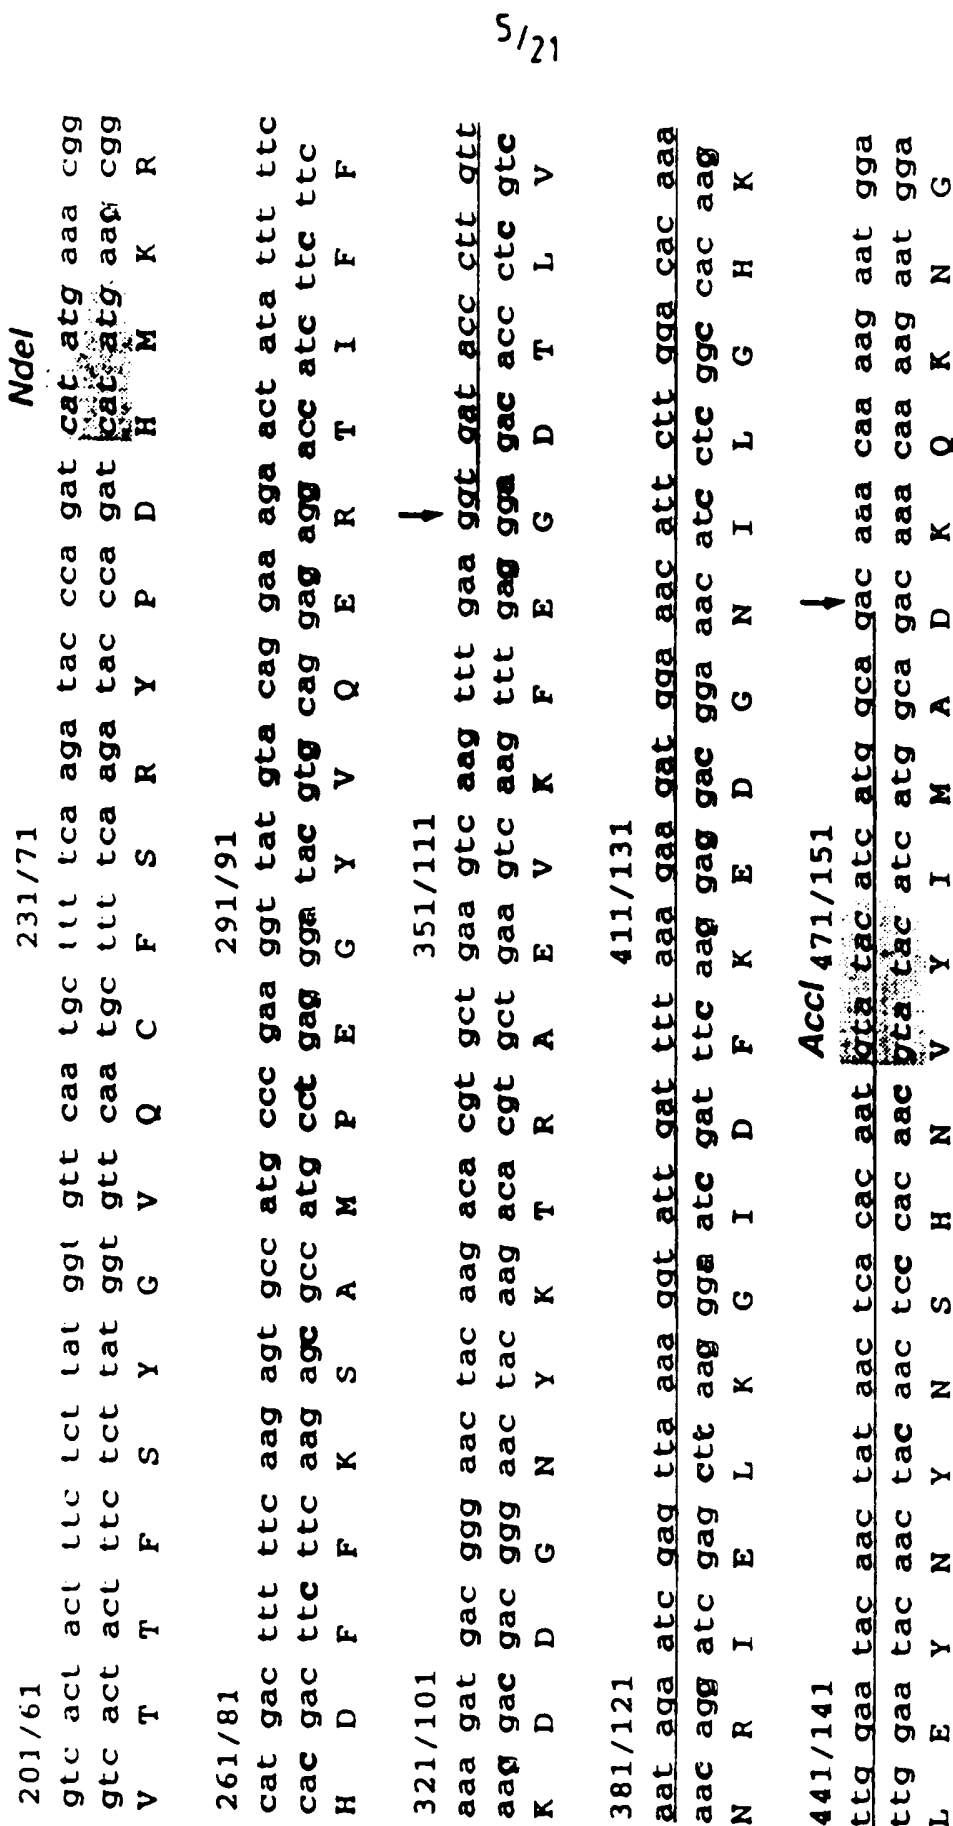 5/21
NdeI
201/61 231/71
gtc act act ttc tct tat ggt gtt caa tgc ttt tca aga tac cca gat cat atg aaa cgg
gtc act act ttc tct tat ggt gtt caa tgc ttt tca aga tac cca gat cat atg aag cgg
V T T F S Y G V Q C F S R Y P D H M K R
261/81 291/91
cat gac ttt ttc aag agt gcc atg ccc gaa ggt tat gta cag gaa aga act ata ttt ttc
cac gac ttc ttc aag agc gcc atg cct gag gga tac gtg cag gag agg acc atc ttc ttc
H D F F K S A M P E G Y V Q E R T I F F
321/101 351/111
aaa gat gac ggg aac tac aag aca cgt gct gaa gtc aag ttt gaa ggt gat acc ctt gtt
aag gac gac ggg aac tac aag aca cgt gct gaa gtc aag ttt gag gga gac acc ctc gtc
K D D G N Y K T R A E V K F E G D T L V
381/121 411/131
aat aga atc gag tta aaa ggt att gat ttt aaa gaa gat gga aac att ctt gga cac aaa
aac agg atc gag ctt aag gga atc gat ttc aag gag gac gga aac atc ctc ggc cac aag
N R I E L K G I D F K E D G N I L G H K
AccI
441/141 471/151
ttg gaa tac aac tat aac tca cac aat gta tac atc atg gca gac aaa caa aag aat gga
ttg gaa tac aac tac aac tcc cac aac gta tac atc atg gca gac aaa caa aag aat gga
L E Y N Y N S H N V Y I M A D K Q K N G